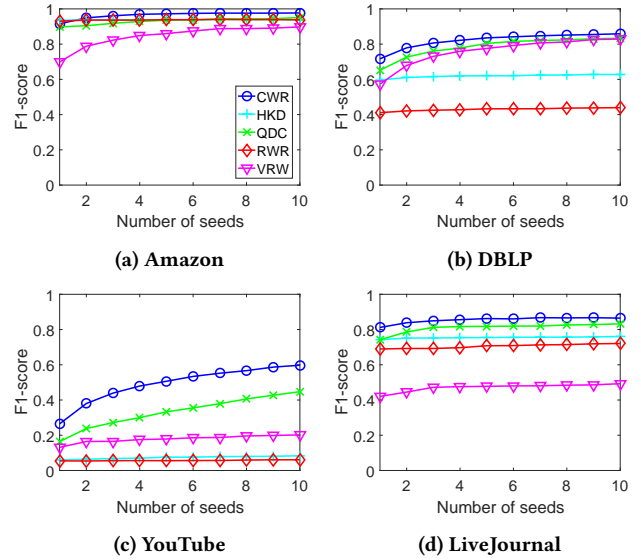 1
0.8
0.6
0.4
0.2
0
F1-score
2 4 6 8 10
Number of seeds
CWR
HKD
QDC
RWR
VRW
(a) Amazon
1
0.8
0.6
0.4
0.2
0
F1-score
2 4 6 8 10
Number of seeds
(b) DBLP
1
0.8
0.6
0.4
0.2
0
F1-score
2 4 6 8 10
Number of seeds
(c) YouTube
1
0.8
0.6
0.4
0.2
0
F1-score
2 4 6 8 10
Number of seeds
(d) LiveJournal